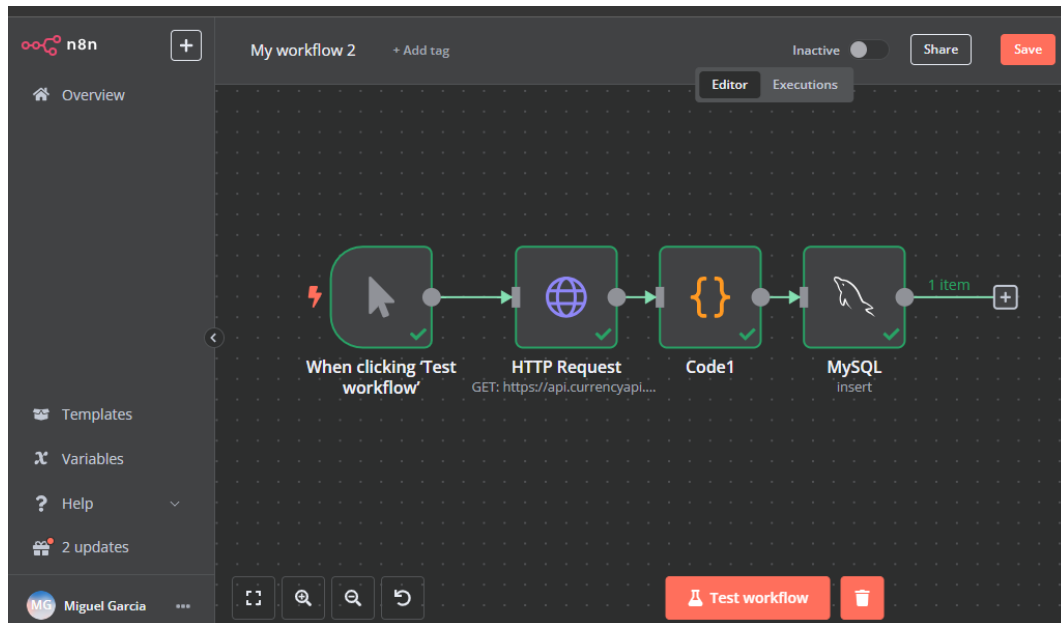 n8n
+
My workflow 2
+ Add tag
Inactive
Share
Save
Editor
Executions
Overview
1 item
When clicking ‘Test
workflow’
HTTP Request
GET: https://api.currencyapi....
{}
Code1
MySQL
insert
Templates
Variables
Help
2 updates
MG
Miguel Garcia
Test workflow